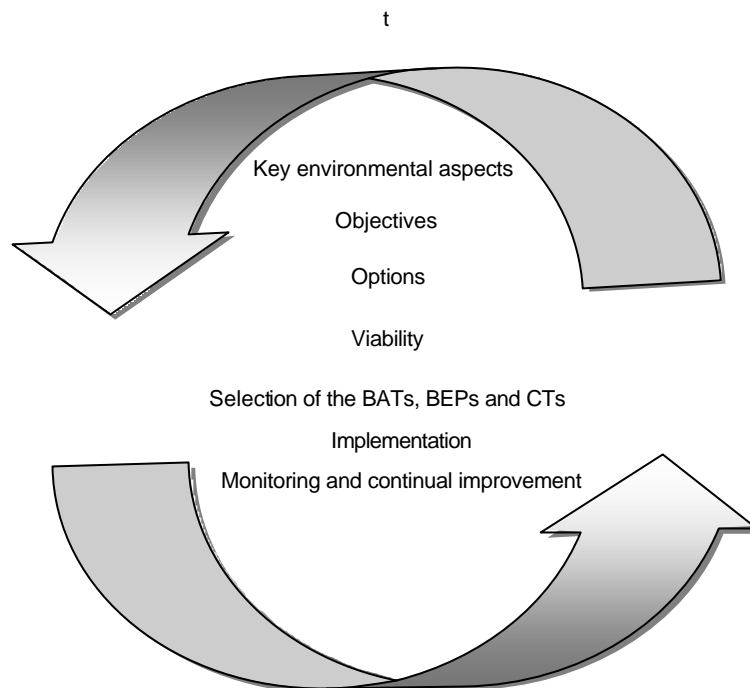 t
Key environmental aspects
Objectives
Options
Viability
Selection of the BATs, BEPs and CTs
Implementation
Monitoring and continual improvement